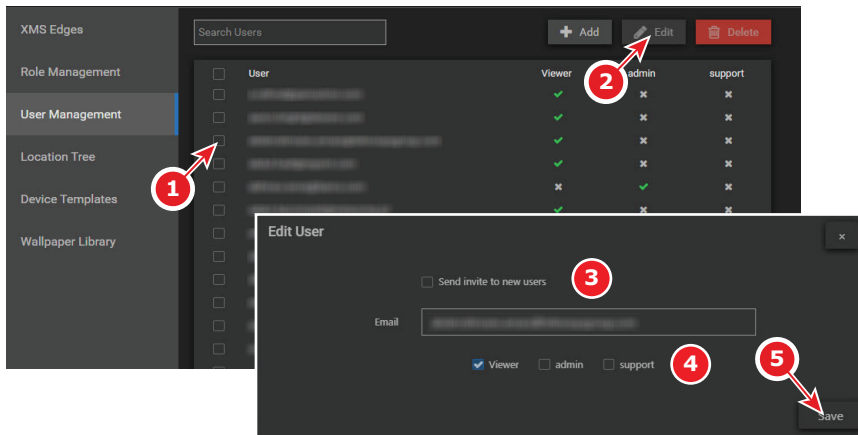 XMS Edges
Role Management
User Management
Location Tree
Device Templates
Wallpaper Library
Search Users
Add Edit Delete
User Viewer admin support
1
2
Edit User
×
Send invite to new users 3
Email
Viewer admin support 4
5
Save